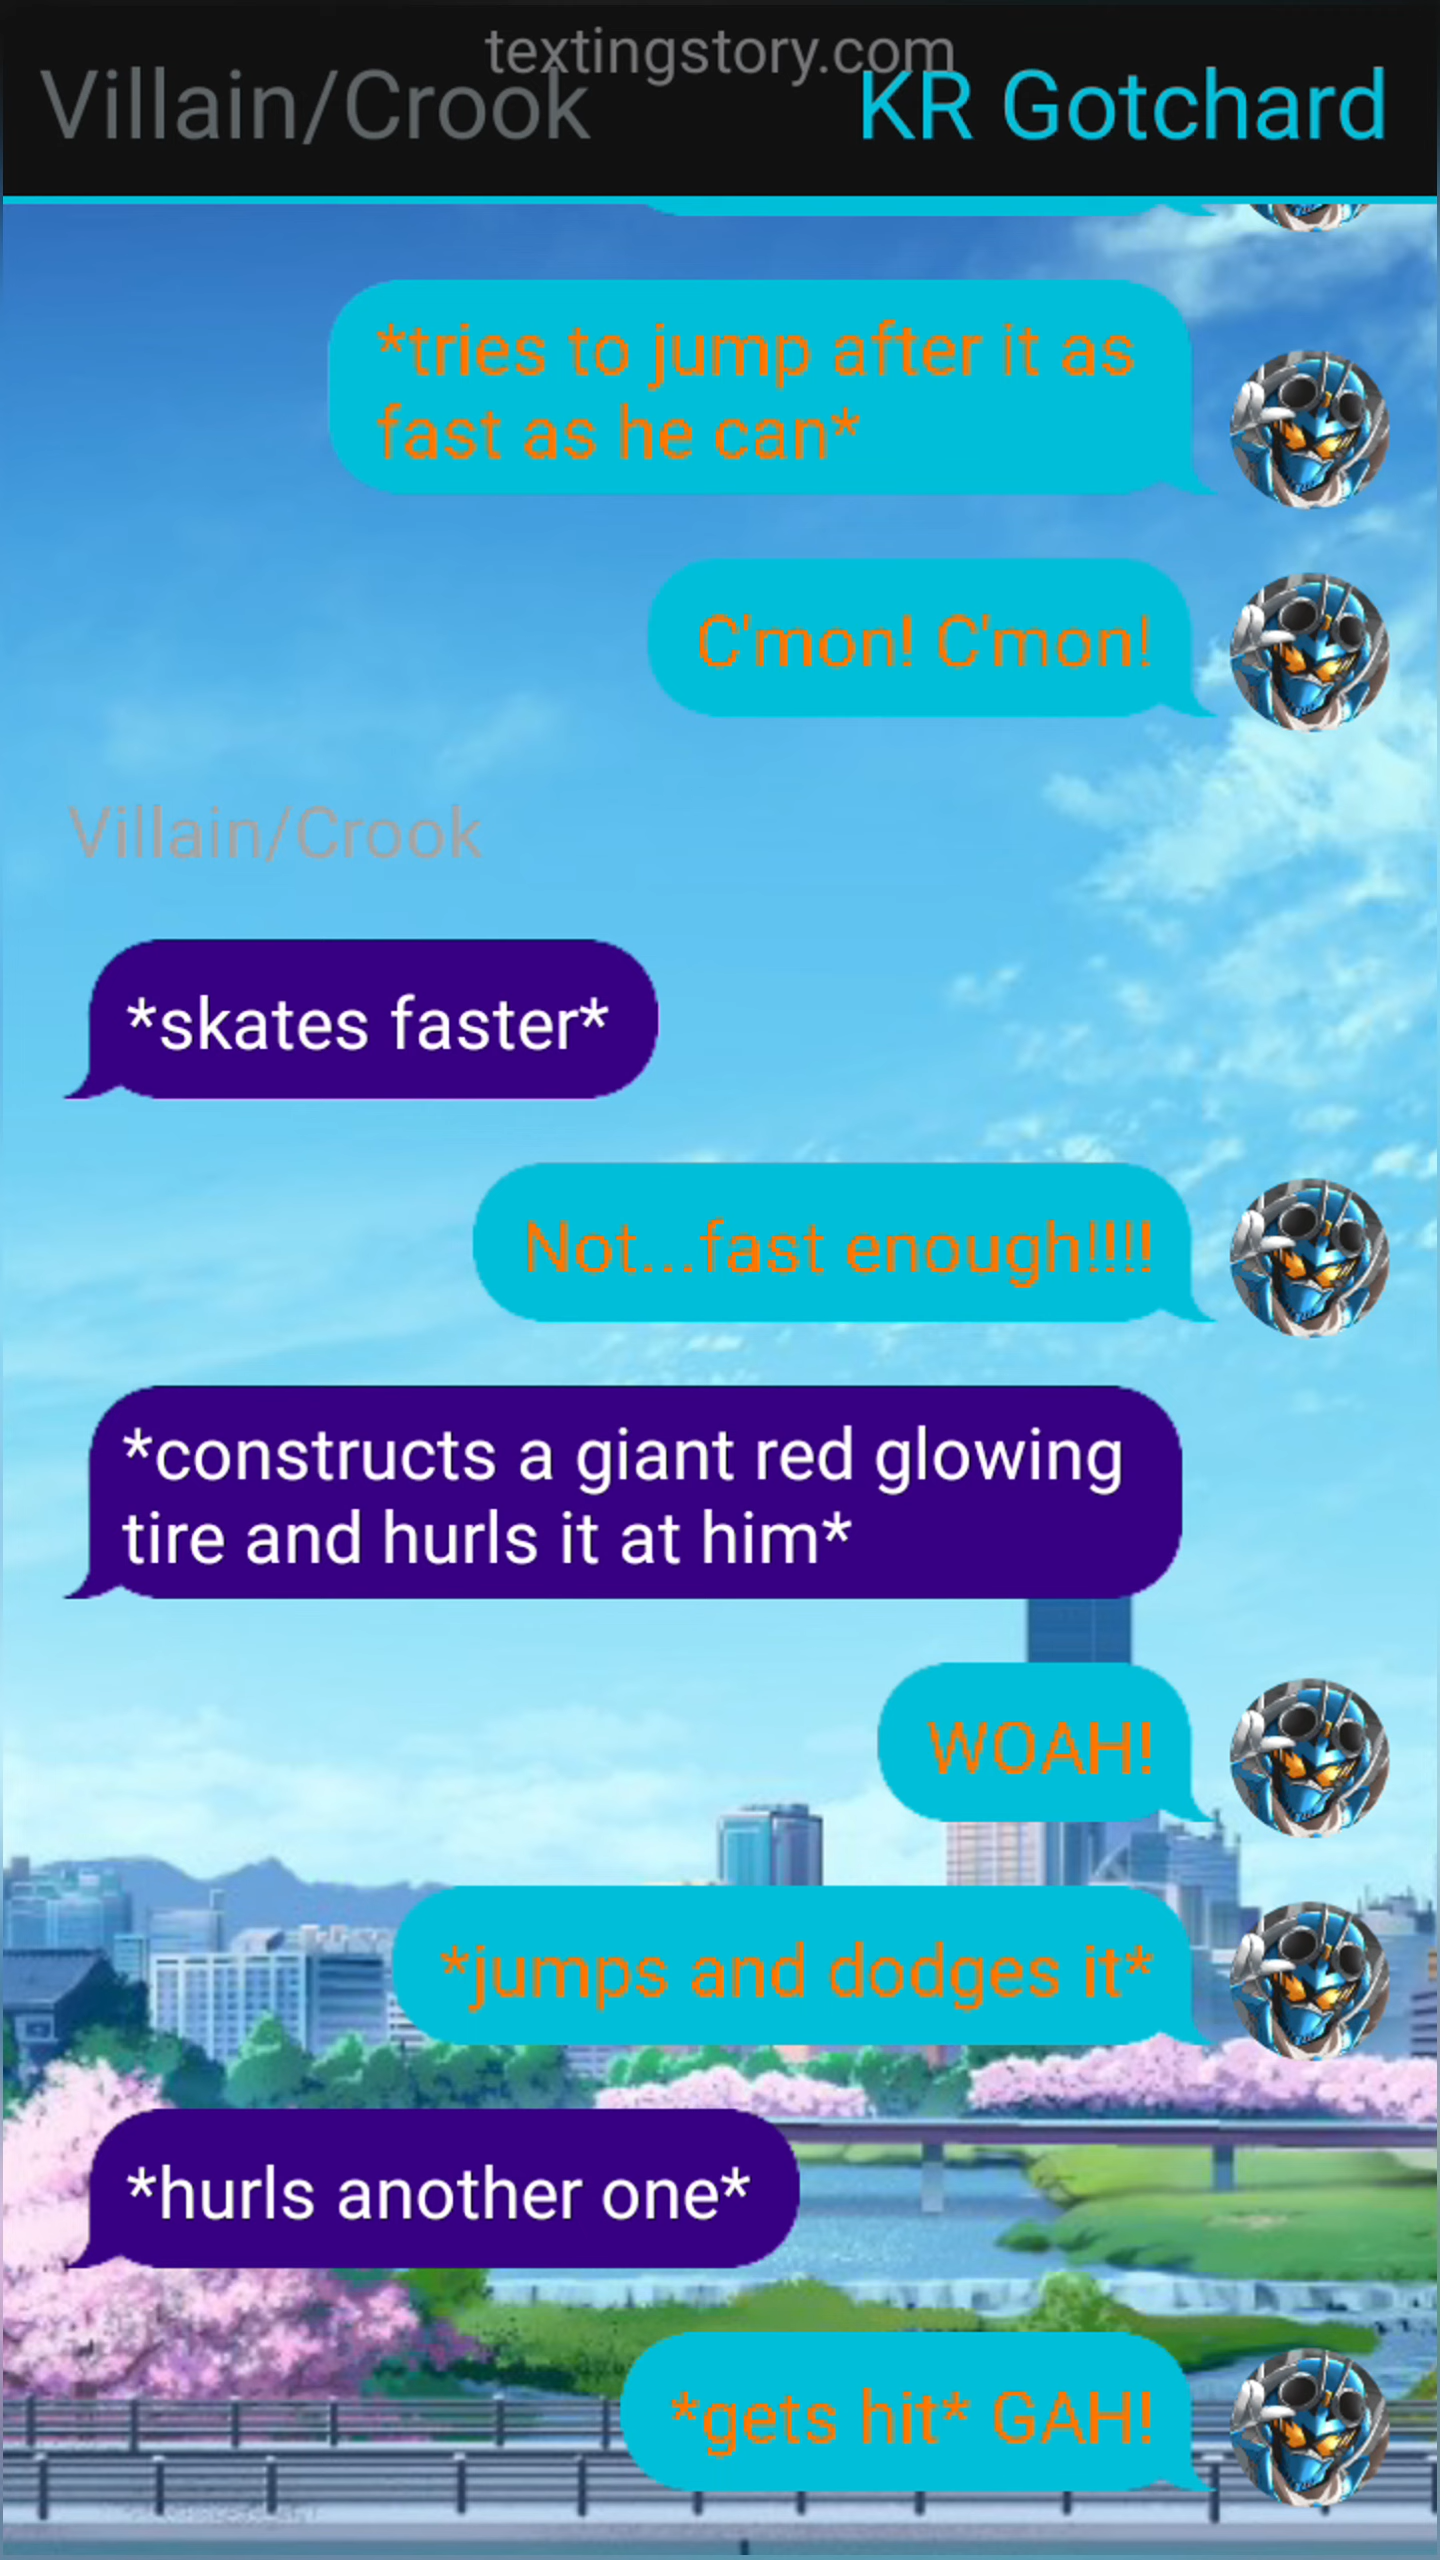 textingstory.com
Villain/Crook
KR Gotchard
*tries to jump after it as
fast as he can*
C'mon! C'mon!
Villain/Crook
*skates faster*
Not...fast enough!!!!
*constructs a giant red glowing
tire and hurls it at him*
WOAH!
*jumps and dodges it*
*hurls another one*
*gets hit* GAH!